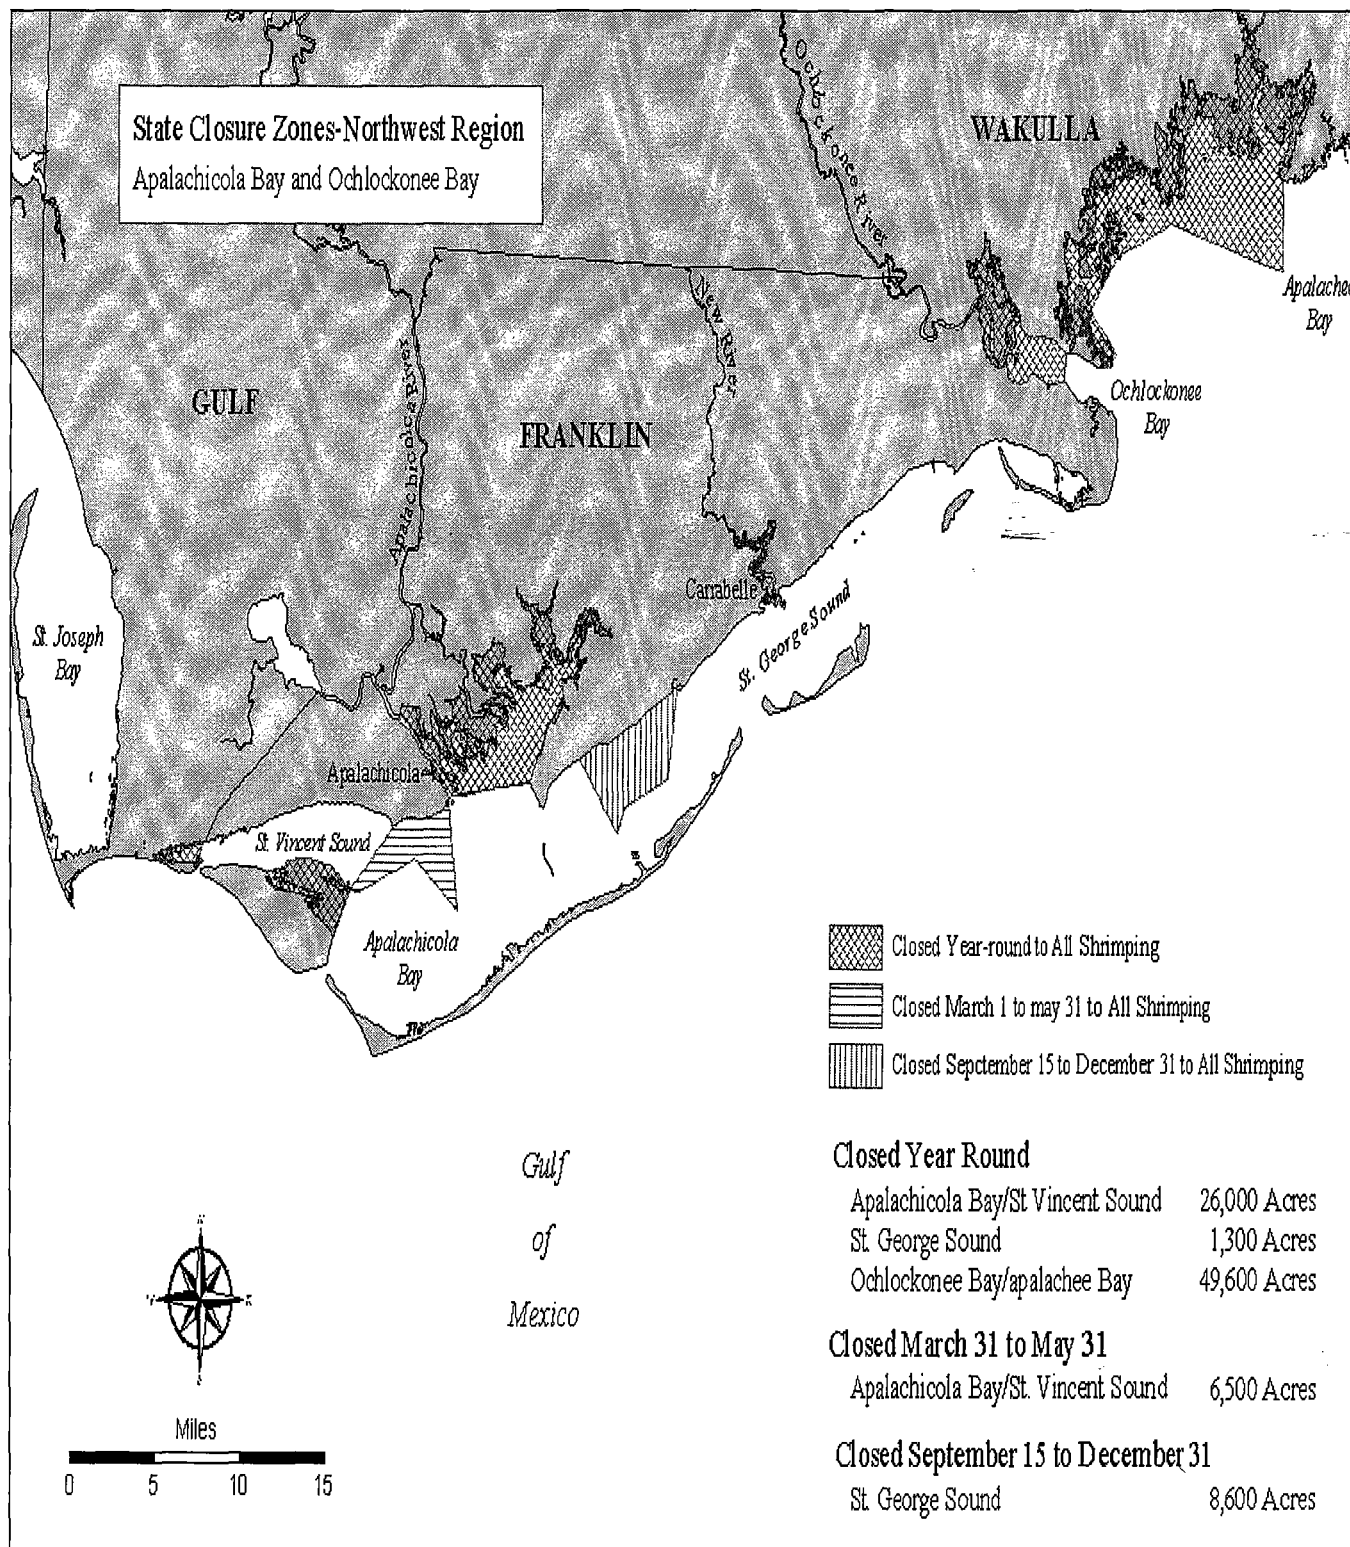 State Closure Zones-Northwest Region
Apalachicola Bay and Ochlockonee Bay
Ochlockonee River
WAKULLA
Apalachee
Bay
New River
GULF
Apalachicola River
FRANKLIN
Ochlockonee
Bay
Carrabelle
St. George Sound
St. Joseph
Bay
Apalachicola
St. Vincent Sound
Apalachicola
Bay
Closed Year-round to All Shrimping
Closed March 1 to may 31 to All Shrimping
Closed Sepctember 15 to December 31 to All Shrimping
Gulf
of
Mexico
Closed Year Round
Apalachicola Bay/St Vincent Sound 26,000 Acres
St. George Sound 1,300 Acres
Ochlockonee Bay/apalachee Bay 49,600 Acres
Closed March 31 to May 31
Apalachicola Bay/St. Vincent Sound 6,500 Acres
Closed September 15 to December 31
St. George Sound 8,600 Acres
Miles
0 5 10 15